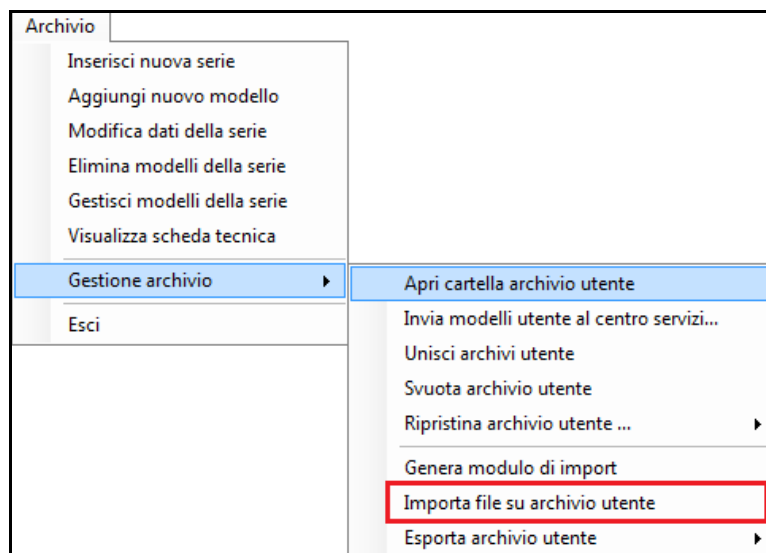 Archivio
Inserisci nuova serie
Aggiungi nuovo modello
Modifica dati della serie
Elimina modelli della serie
Gestisci modelli della serie
Visualizza scheda tecnica
Gestione archivio
Esci
Apri cartella archivio utente
Invia modelli utente al centro servizi...
Unisci archivi utente
Svuota archivio utente
Ripristina archivio utente ...
Genera modulo di import
Importa file su archivio utente
Esporta archivio utente